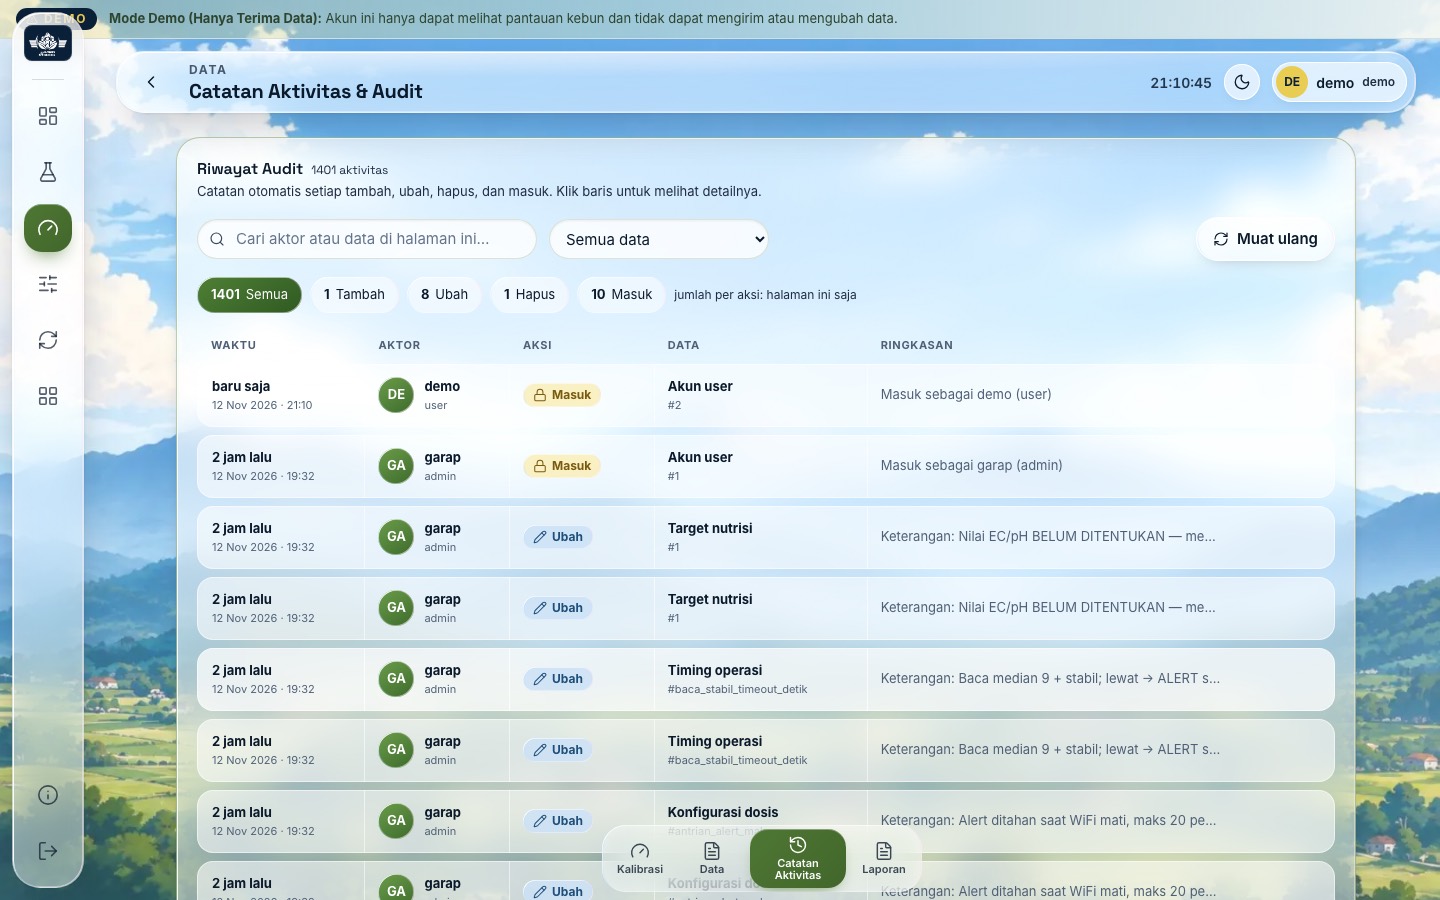 DEMO
Mode Demo (Hanya Terima Data): Akun ini hanya dapat melihat pantauan kebun dan tidak dapat mengirim atau mengubah data.
DATA
Catatan Aktivitas & Audit
21:10:45
DE demo demo
Riwayat Audit 1401 aktivitas
Catatan otomatis setiap tambah, ubah, hapus, dan masuk. Klik baris untuk melihat detailnya.
Cari aktor atau data di halaman ini...
Semua data
Muat ulang
1401 Semua 1 Tambah 8 Ubah 1 Hapus 10 Masuk jumlah per aksi: halaman ini saja
WAKTU AKTOR AKSI DATA RINGKASAN
baru saja
12 Nov 2026 · 21:10
DE
demo
user
Masuk
Akun user
#2
Masuk sebagai demo (user)
2 jam lalu
12 Nov 2026 · 19:32
GA
garap
admin
Masuk
Akun user
#1
Masuk sebagai garap (admin)
2 jam lalu
12 Nov 2026 · 19:32
GA
garap
admin
Ubah
Target nutrisi
#1
Keterangan: Nilai EC/pH BELUM DITENTUKAN — me...
2 jam lalu
12 Nov 2026 · 19:32
GA
garap
admin
Ubah
Target nutrisi
#1
Keterangan: Nilai EC/pH BELUM DITENTUKAN — me...
2 jam lalu
12 Nov 2026 · 19:32
GA
garap
admin
Ubah
Timing operasi
#baca_stabil_timeout_detik
Keterangan: Baca median 9 + stabil; lewat → ALERT s...
2 jam lalu
12 Nov 2026 · 19:32
GA
garap
admin
Ubah
Timing operasi
#baca_stabil_timeout_detik
Keterangan: Baca median 9 + stabil; lewat → ALERT s...
2 jam lalu
12 Nov 2026 · 19:32
GA
garap
admin
Ubah
Konfigurasi dosis
Keterangan: Alert ditahan saat WiFi mati, maks 20 pe...
2 jam lalu
GA
garap
Ubah
Keterangan: Alert ditahan saat WiFi mati, maks 20 pe...
Kalibrasi
Data
Catatan
Aktivitas
Laporan